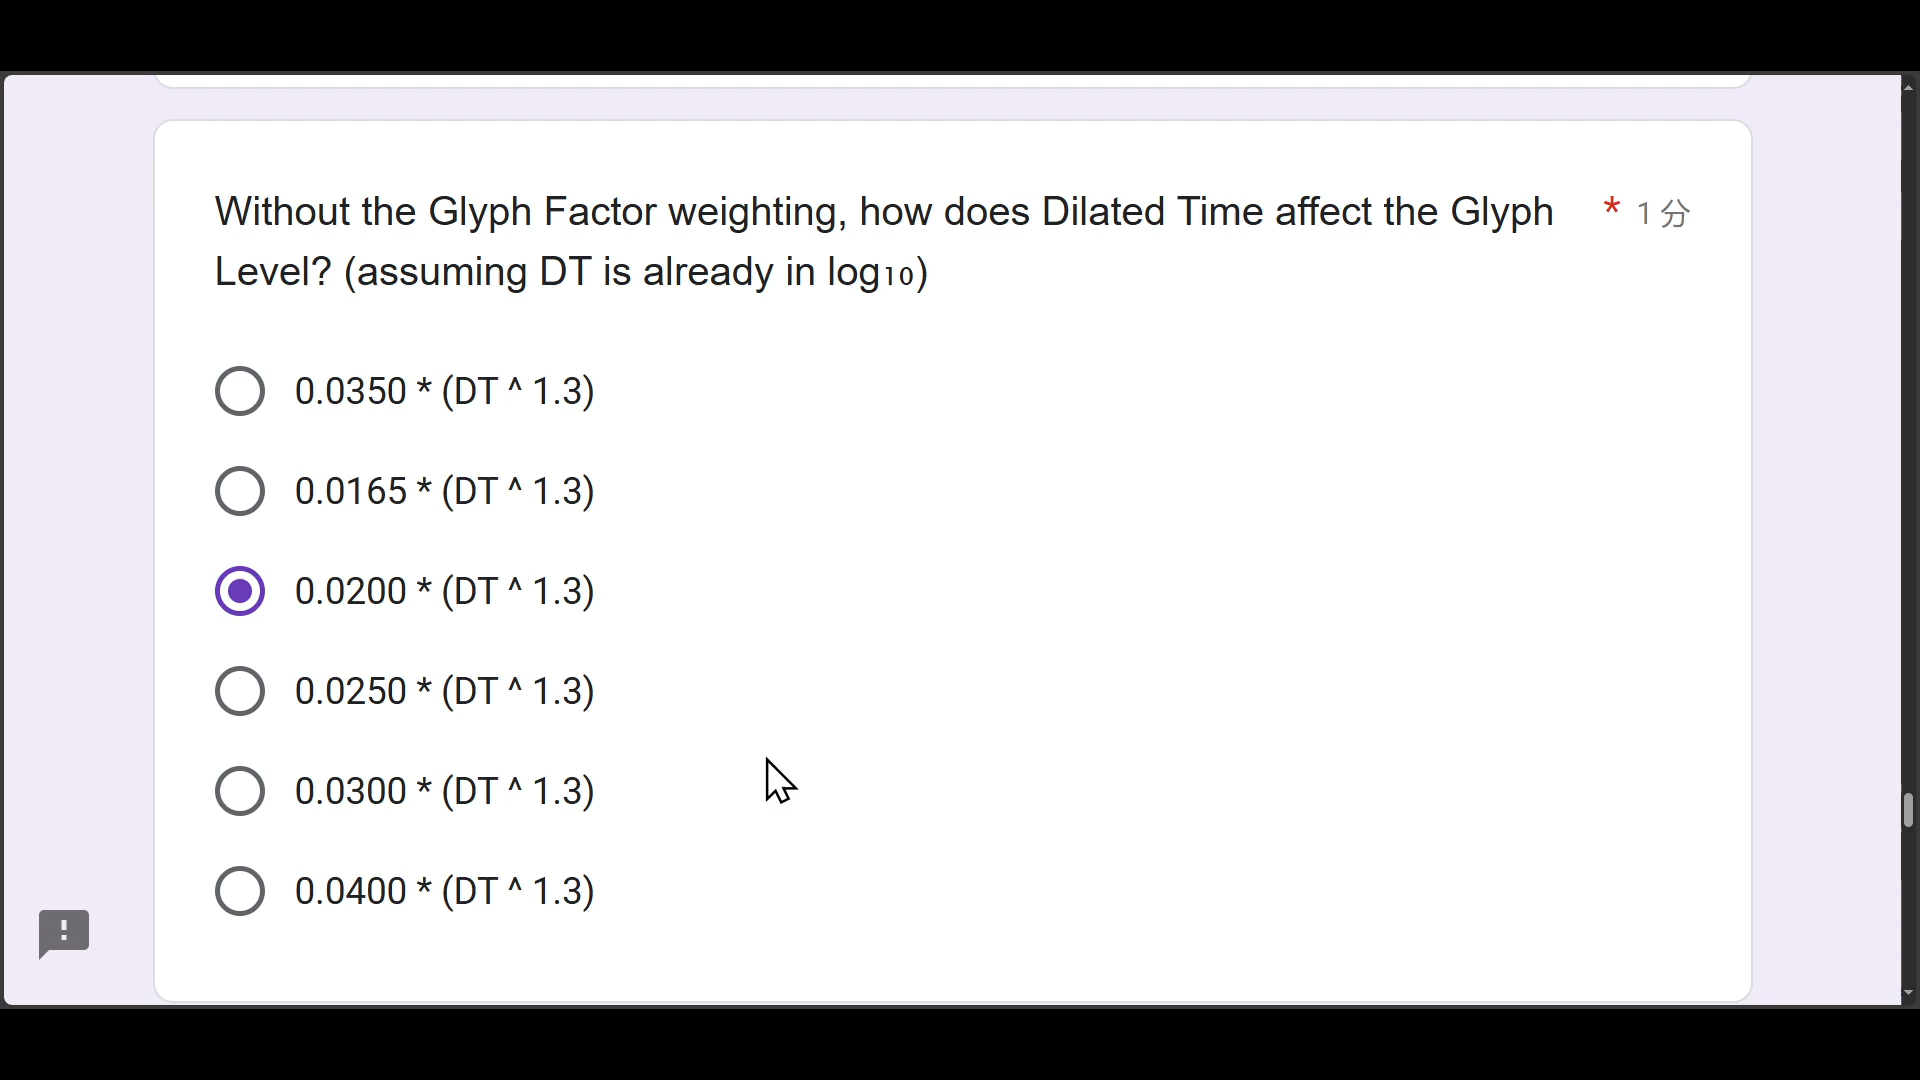 Without the Glyph Factor weighting, how does Dilated Time affect the Glyph * 1 分
Level? (assuming DT is already in log₁₀)
0.0350 * (DT ^ 1.3)
0.0165 * (DT ^ 1.3)
0.0200 * (DT ^ 1.3)
0.0250 * (DT ^ 1.3)
0.0300 * (DT ^ 1.3)
0.0400 * (DT ^ 1.3)